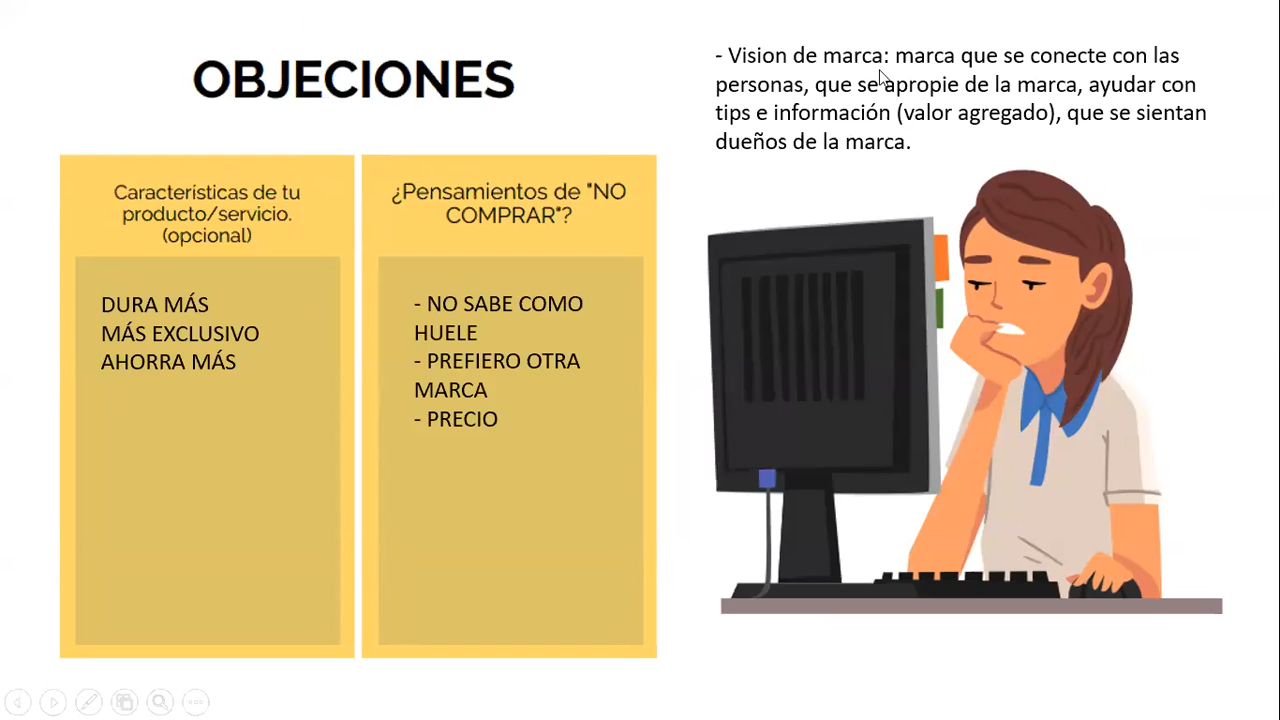 OBJECIONES
Características de tu
producto/servicio.
(opcional)
DURA MÁS
MÁS EXCLUSIVO
AHORRA MÁS
¿Pensamientos de "NO
COMPRAR"?
- NO SABE COMO
HUELE
- PREFIERO OTRA
MARCA
- PRECIO
- Vision de marca: marca que se conecte con las
personas, que se apropie de la marca, ayudar con
tips e información (valor agregado), que se sientan
dueños de la marca.